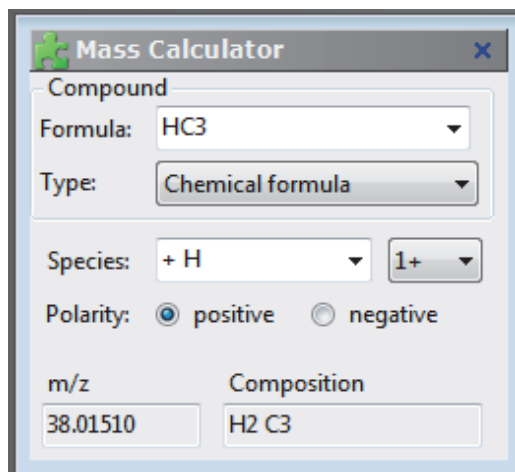 Mass Calculator
Compound
Formula: HC3
Type: Chemical formula
Species: + H 1+
Polarity: positive negative
m/z Composition
38.01510 H2 C3